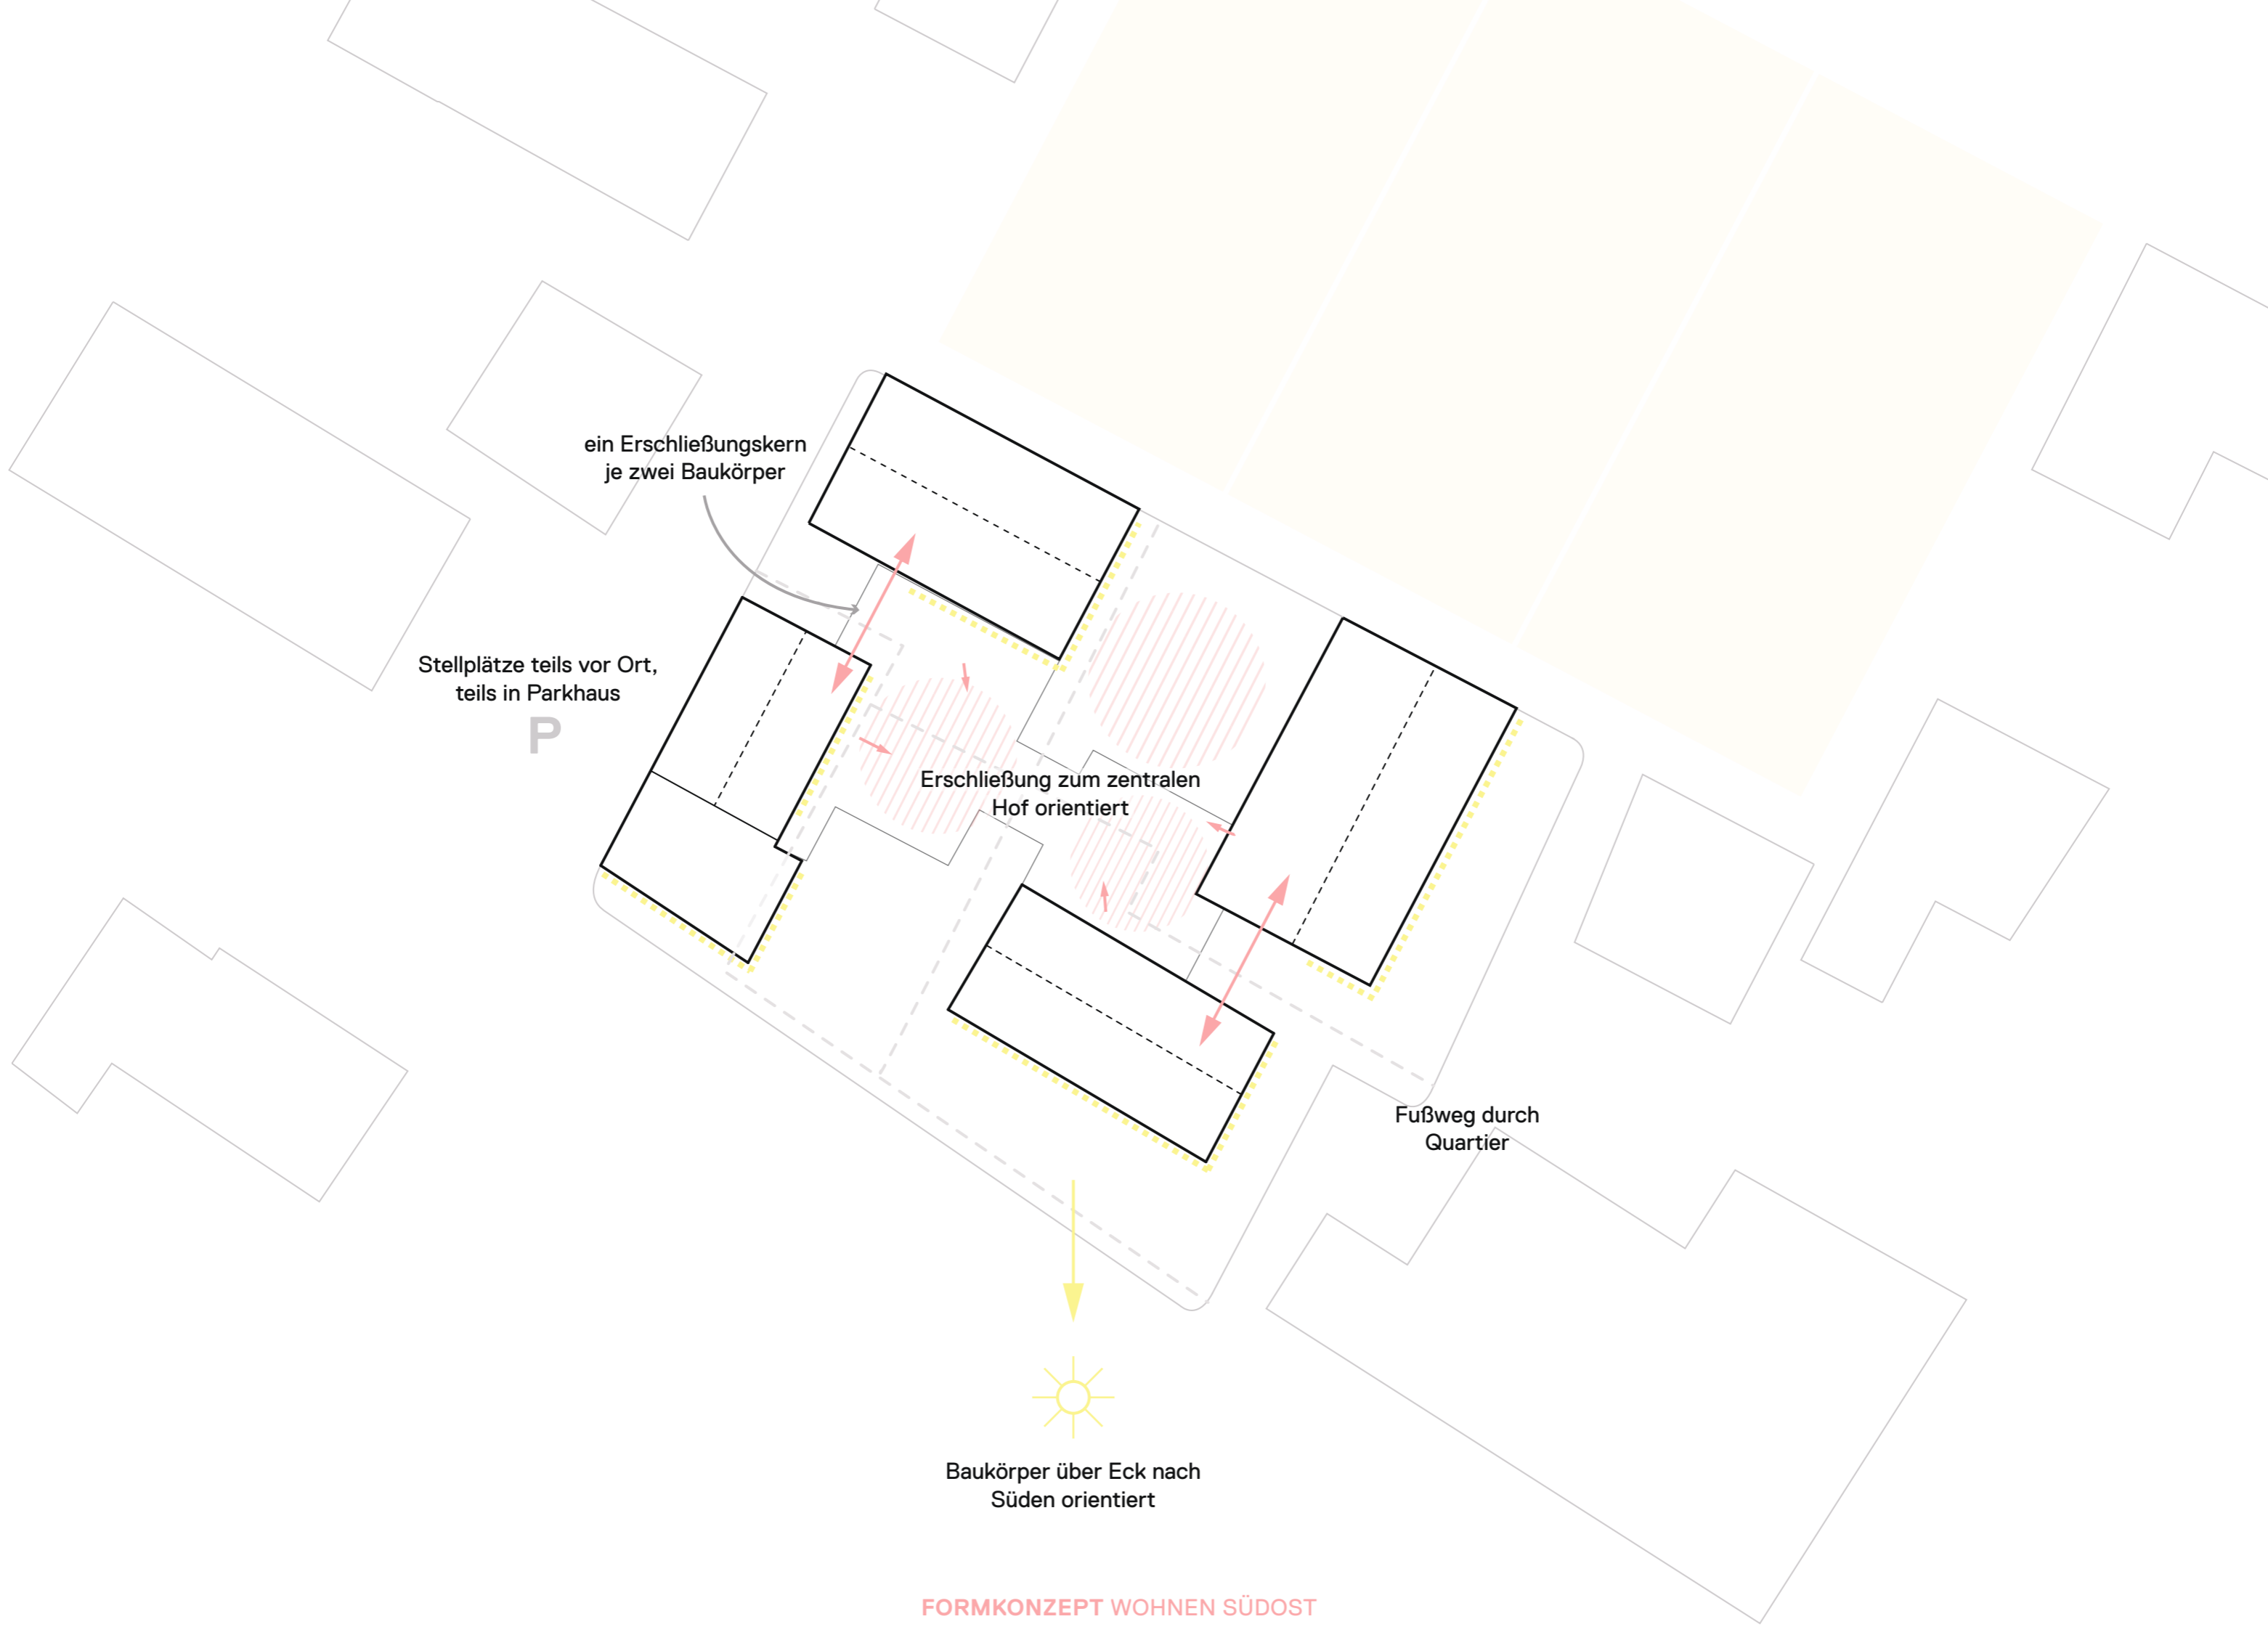 ein Erschließungskern
je zwei Baukörper
Stellplätze teils vor Ort,
teils in Parkhaus
P
Erschließung zum zentralen
Hof orientiert
Fußweg durch
Quartier
Baukörper über Eck nach
Süden orientiert
FORMKONZEPT WOHNEN SÜDOST